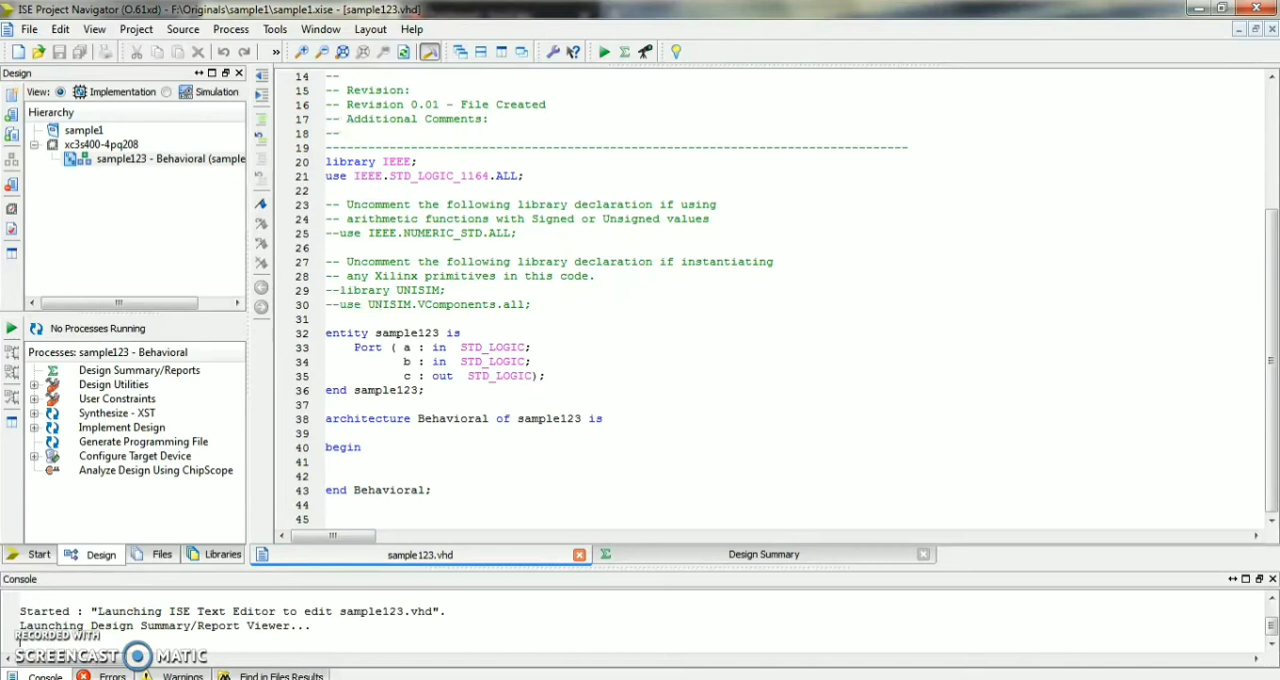 ISE Project Navigator (O.61xd) - F:\Originals\sample1\sample1.xise - [sample123.vhd]
File Edit View Project Source Process Tools Window Layout Help
»
Design
View: Implementation Simulation
Hierarchy
sample1
xc3s400-4pq208
sample123 - Behavioral (sample
No Processes Running
Processes: sample123 - Behavioral
Design Summary/Reports
Design Utilities
User Constraints
Synthesize - XST
Implement Design
Generate Programming File
Configure Target Device
Analyze Design Using ChipScope
Start Design Files Libraries
14 --
15 -- Revision:
16 -- Revision 0.01 - File Created
17 -- Additional Comments:
18 --
19 ----------------------------------------------------------------------------------
20 library IEEE;
21 use IEEE.STD_LOGIC_1164.ALL;
22
23 -- Uncomment the following library declaration if using
24 -- arithmetic functions with Signed or Unsigned values
25 --use IEEE.NUMERIC_STD.ALL;
26
27 -- Uncomment the following library declaration if instantiating
28 -- any Xilinx primitives in this code.
29 --library UNISIM;
30 --use UNISIM.VComponents.all;
31
32 entity sample123 is
33 Port ( a : in STD_LOGIC;
34 b : in STD_LOGIC;
35 c : out STD_LOGIC);
36 end sample123;
37
38 architecture Behavioral of sample123 is
39
40 begin
41
42
43 end Behavioral;
44
45
sample123.vhd Design Summary
Console
Started : "Launching ISE Text Editor to edit sample123.vhd".
Launching Design Summary/Report Viewer...
RECORDED WITH
SCREENCAST MATIC
Console Errors Warnings Find in Files Results